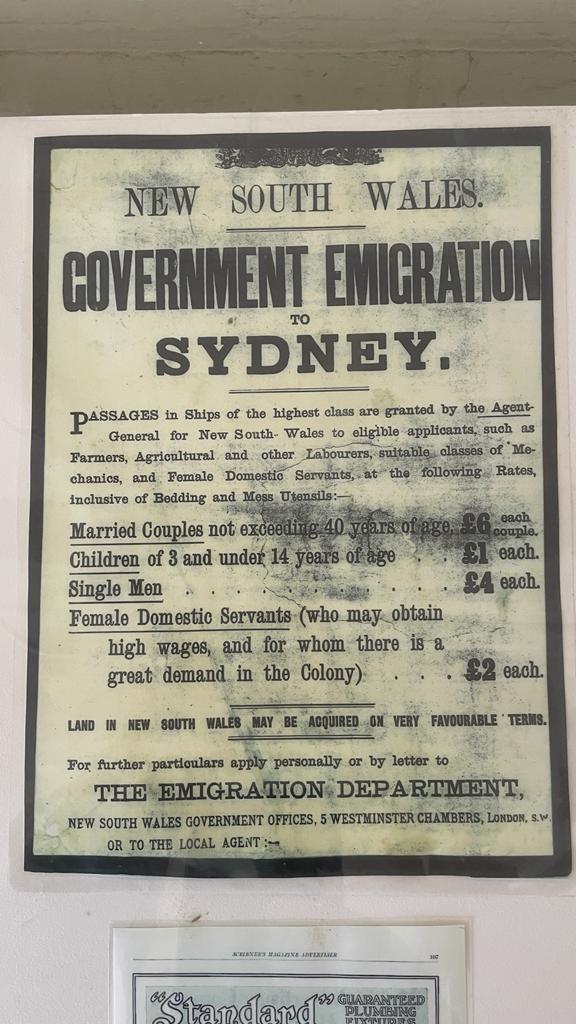 NEW SOUTH WALES.
GOVERNMENT EMIGRATION
TO
SYDNEY.
PASSAGES in Ships of the highest class are granted by the Agent-
General for New South Wales to eligible applicants, such as
Farmers, Agricultural and other Labourers, suitable classes of Me-
chanics, and Female Domestic Servants, at the following Rates,
inclusive of Bedding and Mess Utensils:—
Married Couples not exceeding 40 years of age, £6 each couple.
Children of 3 and under 14 years of age . . £1 each.
Single Men . . . . . . . . . . £4 each.
Female Domestic Servants (who may obtain
high wages, and for whom there is a
great demand in the Colony) . . . £2 each.
LAND IN NEW SOUTH WALES MAY BE ACQUIRED ON VERY FAVOURABLE TERMS.
For further particulars apply personally or by letter to
THE EMIGRATION DEPARTMENT,
NEW SOUTH WALES GOVERNMENT OFFICES, 5 WESTMINSTER CHAMBERS, LONDON, S.W.
OR TO THE LOCAL AGENT:—
SCRIBNER'S MAGAZINE ADVERTISER 107
"Standard" GUARANTEED
PLUMBING
FIXTURES